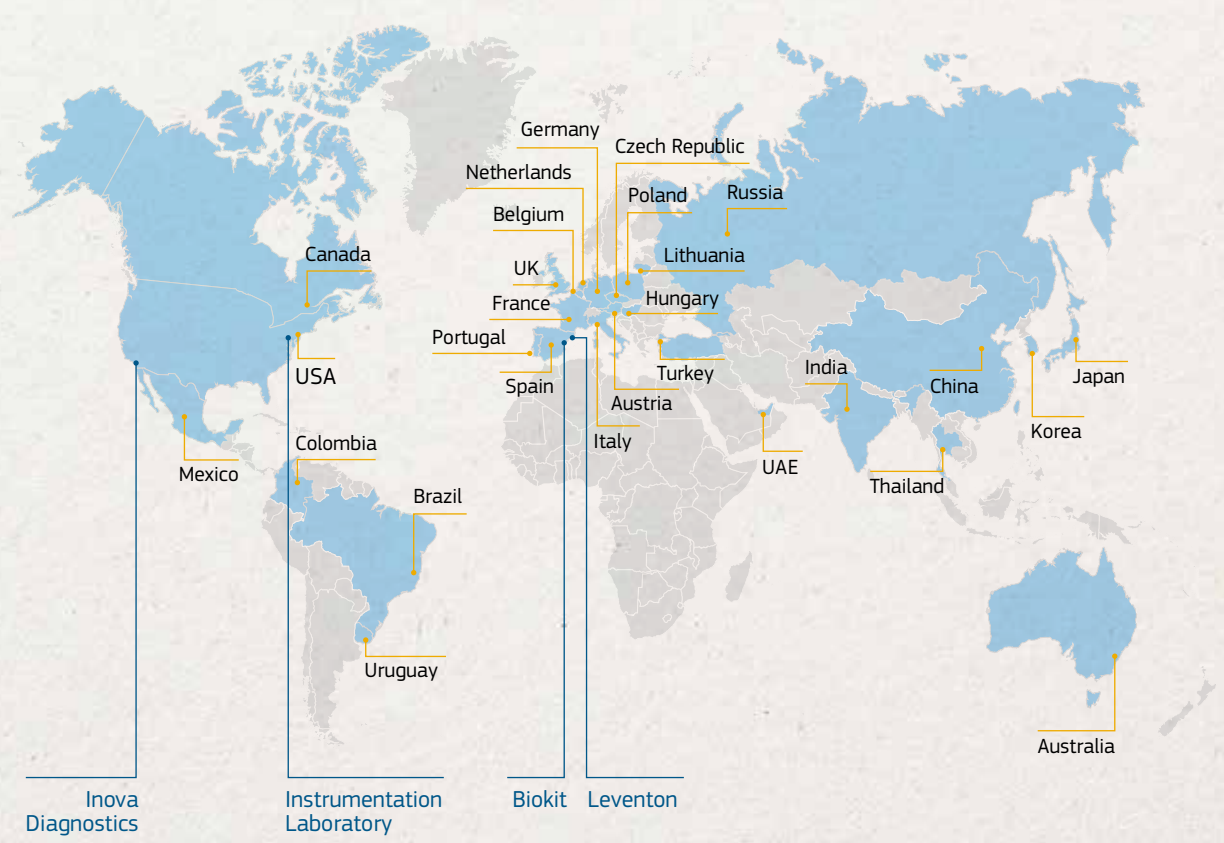 Germany
Czech Republic
Netherlands
Poland
Russia
Belgium
Canada
Lithuania
UK
Hungary
France
Portugal
USA
Spain
Turkey
India
China
Japan
Austria
Italy
Korea
Colombia
UAE
Mexico
Thailand
Brazil
Uruguay
Australia
Inova
Diagnostics
Instrumentation
Laboratory
Biokit
Leventon